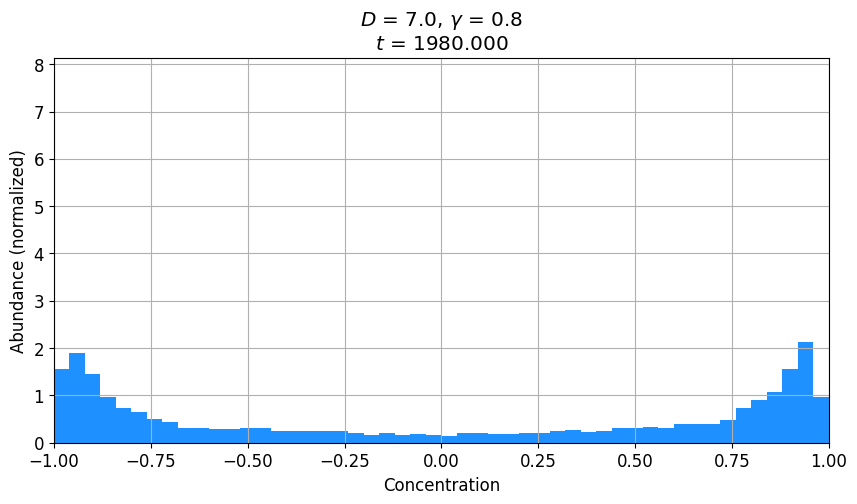 D = 7.0, γ = 0.8
t = 1980.000
Abundance (normalized)
8
7
6
5
4
3
2
1
0
−1.00 −0.75 −0.50 −0.25 0.00 0.25 0.50 0.75 1.00
Concentration